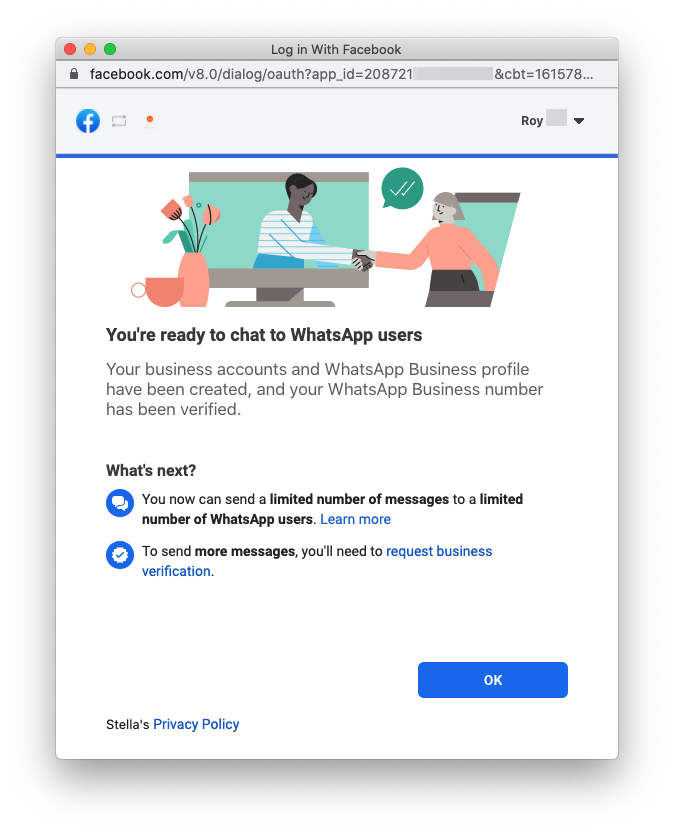 Log in With Facebook
facebook.com/v8.0/dialog/oauth?app_id=208721 &cbt=161578...
Roy
You're ready to chat to WhatsApp users
Your business accounts and WhatsApp Business profile
have been created, and your WhatsApp Business number
has been verified.
What's next?
You now can send a limited number of messages to a limited
number of WhatsApp users. Learn more
To send more messages, you'll need to request business
verification.
OK
Stella's Privacy Policy